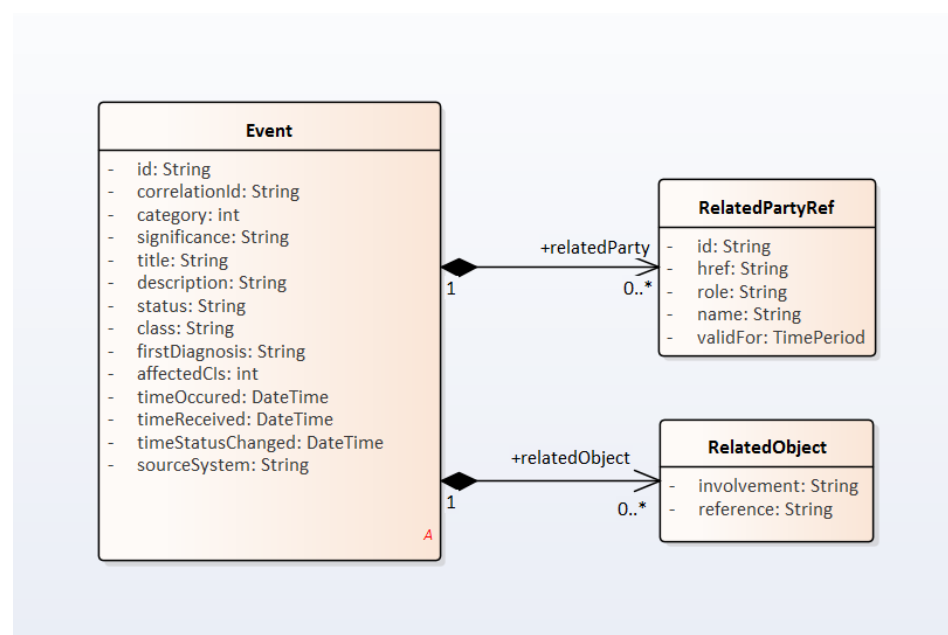 Event
- id: String
- correlationId: String
- category: int
- significance: String
- title: String
- description: String
- status: String
- class: String
- firstDiagnosis: String
- affectedCIs: int
- timeOccured: DateTime
- timeReceived: DateTime
- timeStatusChanged: DateTime
- sourceSystem: String
A
+relatedParty
1
0..*
RelatedPartyRef
- id: String
- href: String
- role: String
- name: String
- validFor: TimePeriod
+relatedObject
1
0..*
RelatedObject
- involvement: String
- reference: String